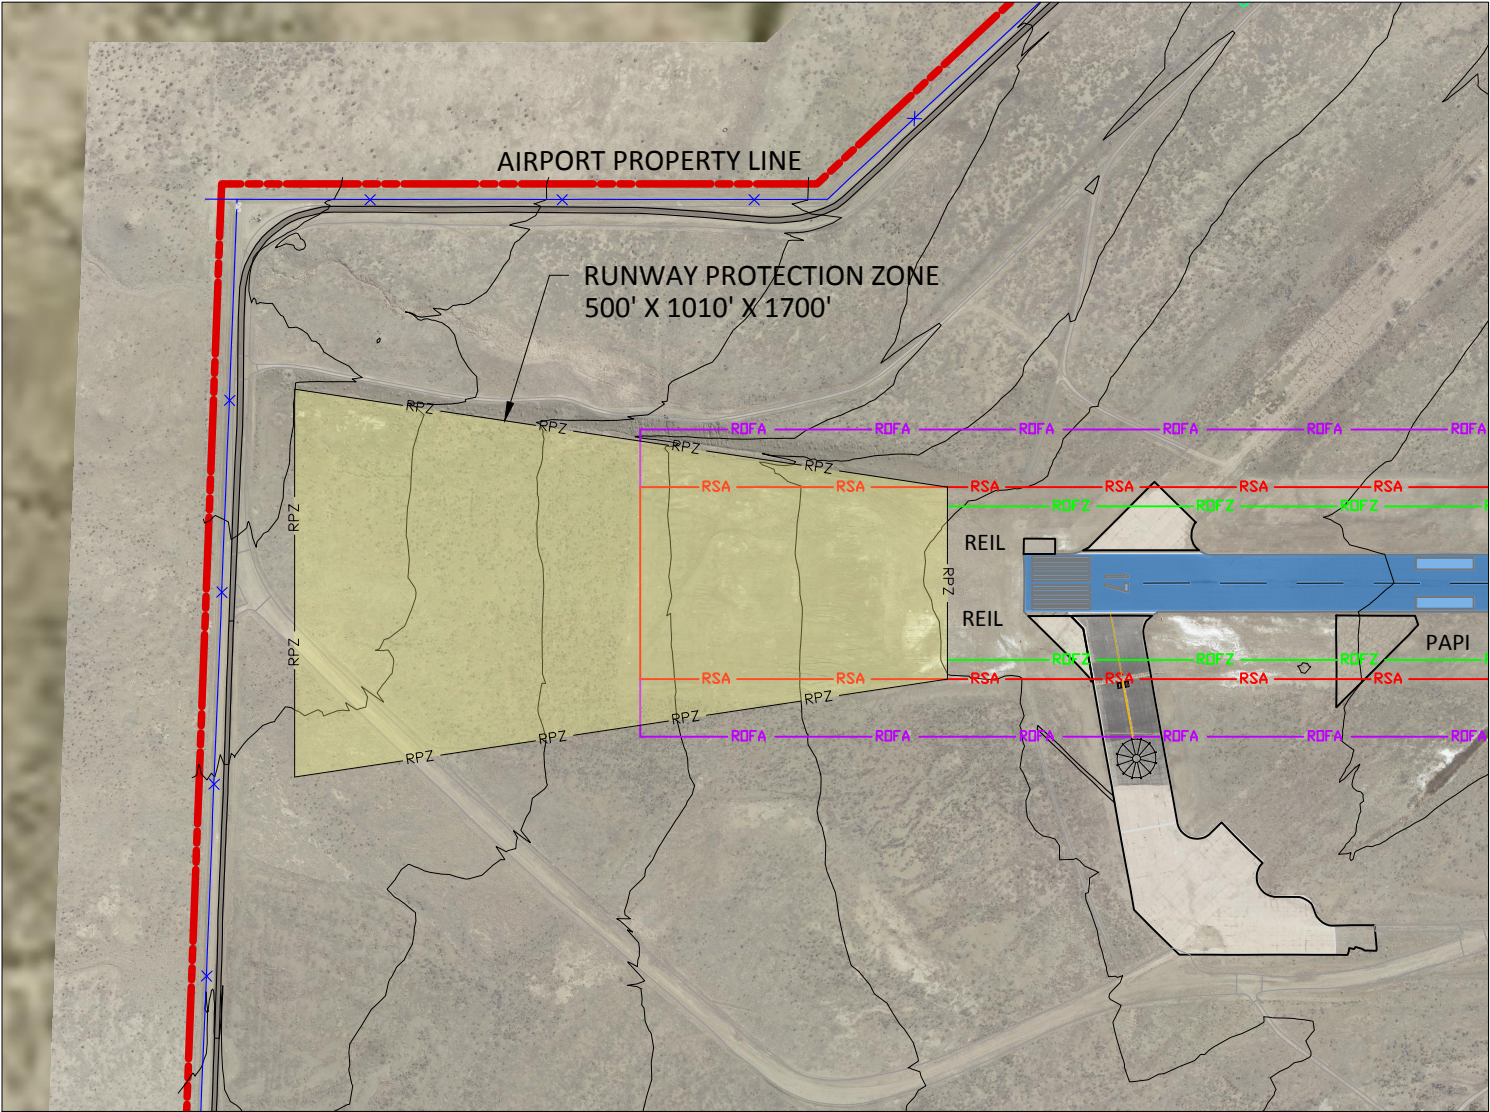 AIRPORT PROPERTY LINE
RUNWAY PROTECTION ZONE
500' X 1010' X 1700'
RPZ
RPZ
RPZ
RPZ
ROFA ROFA ROFA ROFA ROFA ROFA
RSA RSA RSA RSA RSA RSA
ROFZ ROFZ ROFZ
RPZ
REIL
RPZ
17
REIL
RPZ
PAPI
ROFZ ROFZ ROFZ
RSA RSA RSA RSA RSA RSA
RPZ
RPZ
RPZ
RPZ
ROFA ROFA ROFA ROFA ROFA ROFA